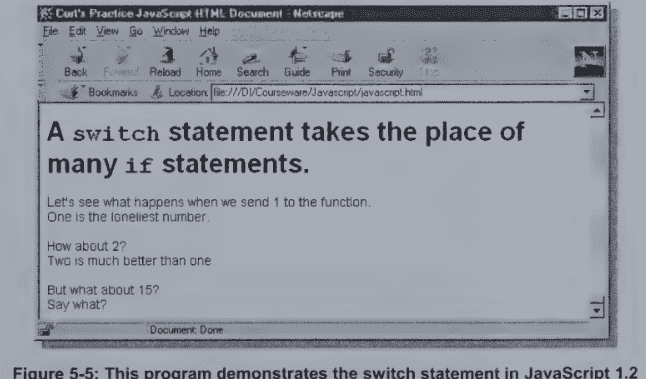 Curt's Practice JavaScript HTML Document - Netscape
File Edit View Go Window Help
Back Forward Reload Home Search Guide Print Security Stop
Bookmarks Location: file:///D|/Courseware/Javascript/javascript.html
A switch statement takes the place of
many if statements.
Let's see what happens when we send 1 to the function.
One is the loneliest number.
How about 2?
Two is much better than one
But what about 15?
Say what?
Document: Done
Figure 5-5: This program demonstrates the switch statement in JavaScript 1.2